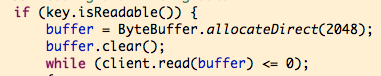 if (key.isReadable()) {
buffer = ByteBuffer.allocateDirect(2048);
buffer.clear();
while (client.read(buffer) <= 0);